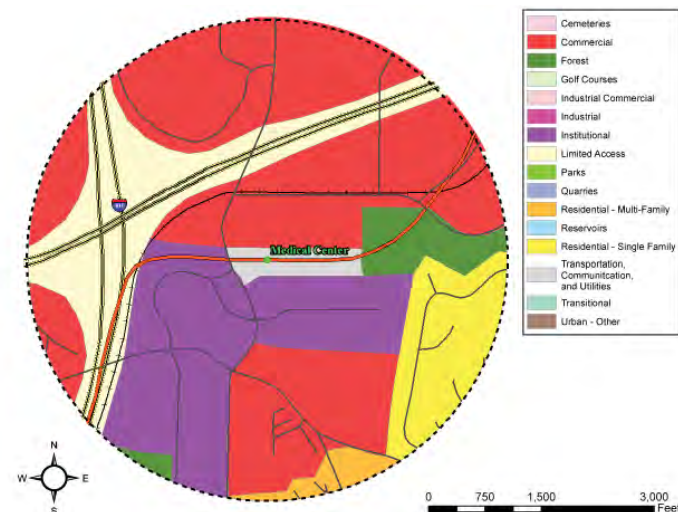 Cemeteries
Commercial
Forest
Golf Courses
Industrial Commercial
Industrial
Institutional
Limited Access
Parks
Quarries
Residential - Multi-Family
Reservoirs
Residential - Single Family
Transportation,
Communitcation,
and Utilities
Transitional
Urban - Other
Medical Center
N
W
E
S
0 750 1,500 3,000
Feet